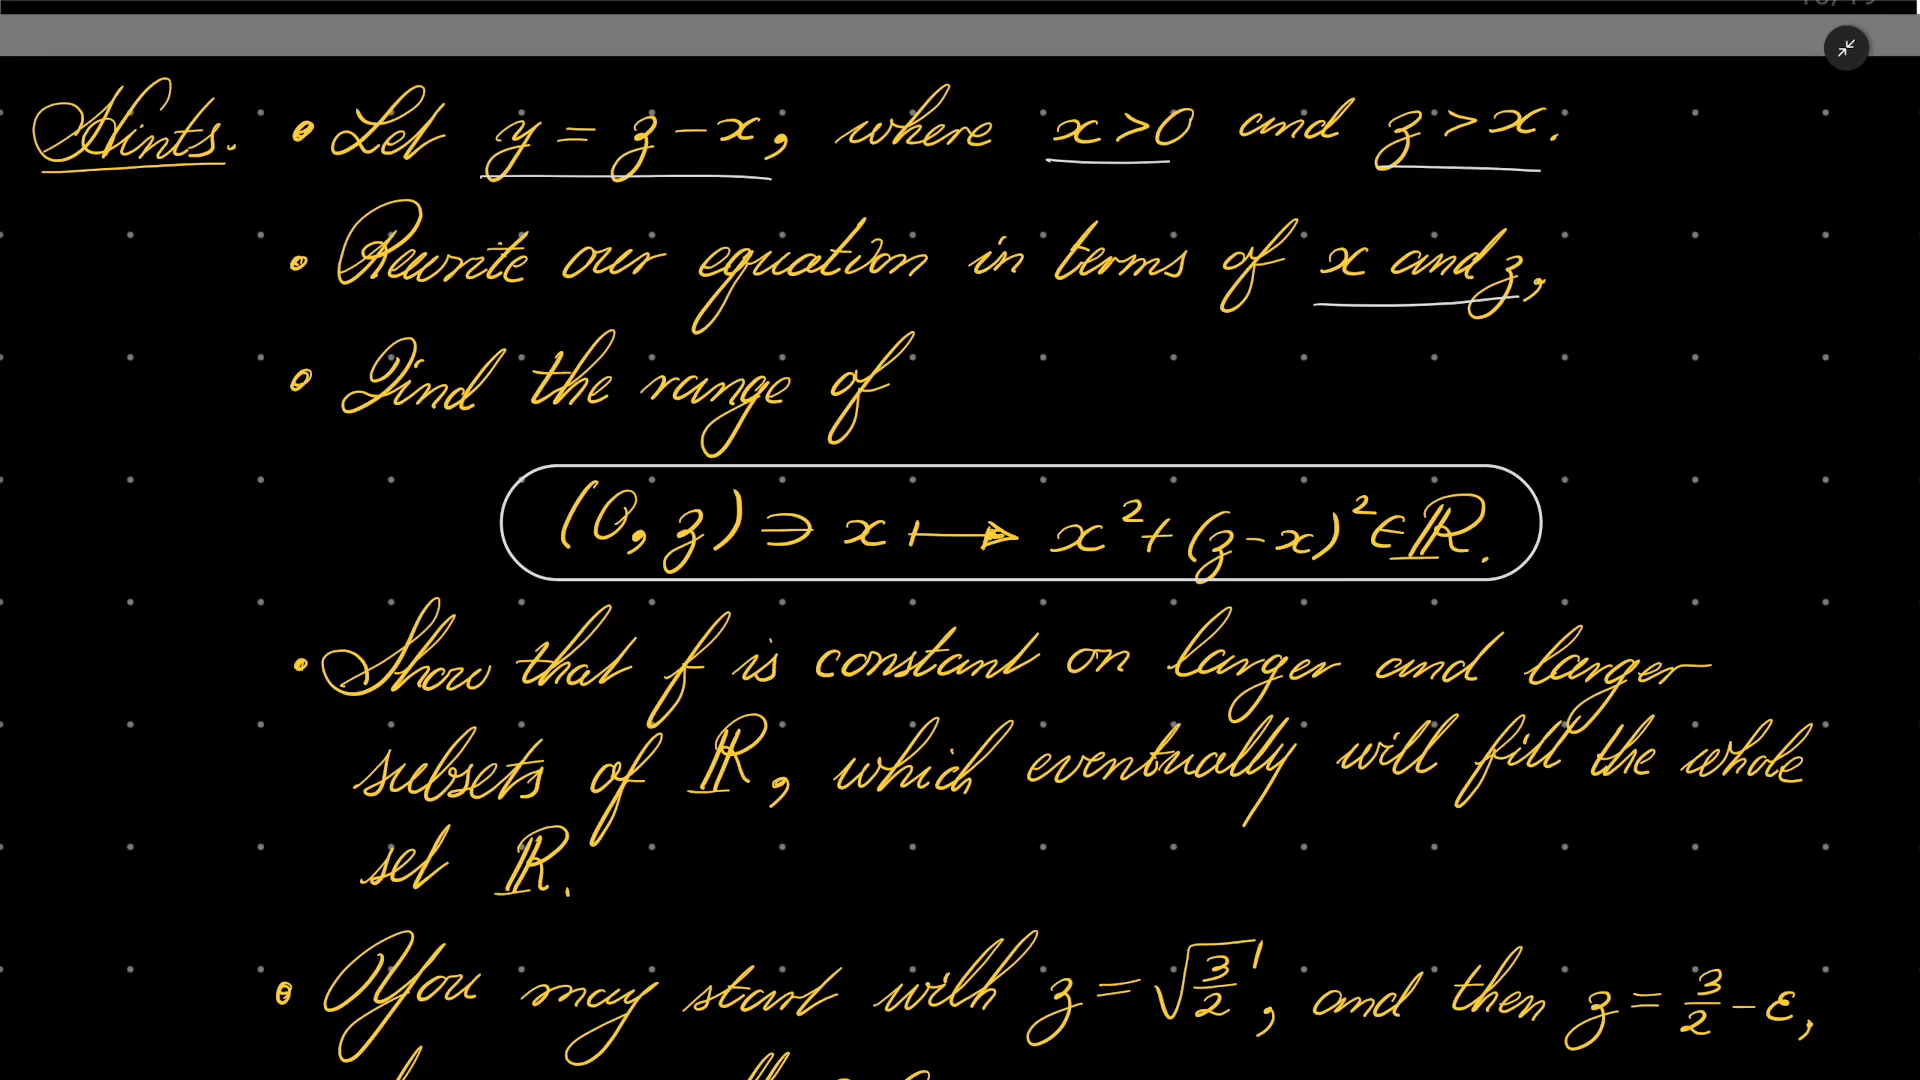 Hints. • Let y = z - x, where x > 0 and z > x.
• Rewrite our equation in terms of x and z,
• Find the range of
(0, z) ∋ x ↦ x² + (z - x)² ∈ ℝ.
• Show that f is constant on larger and larger
subsets of ℝ, which eventually will fill the whole
set ℝ.
• You may start with z = √(3/2), and then z = 3/2 - ε,